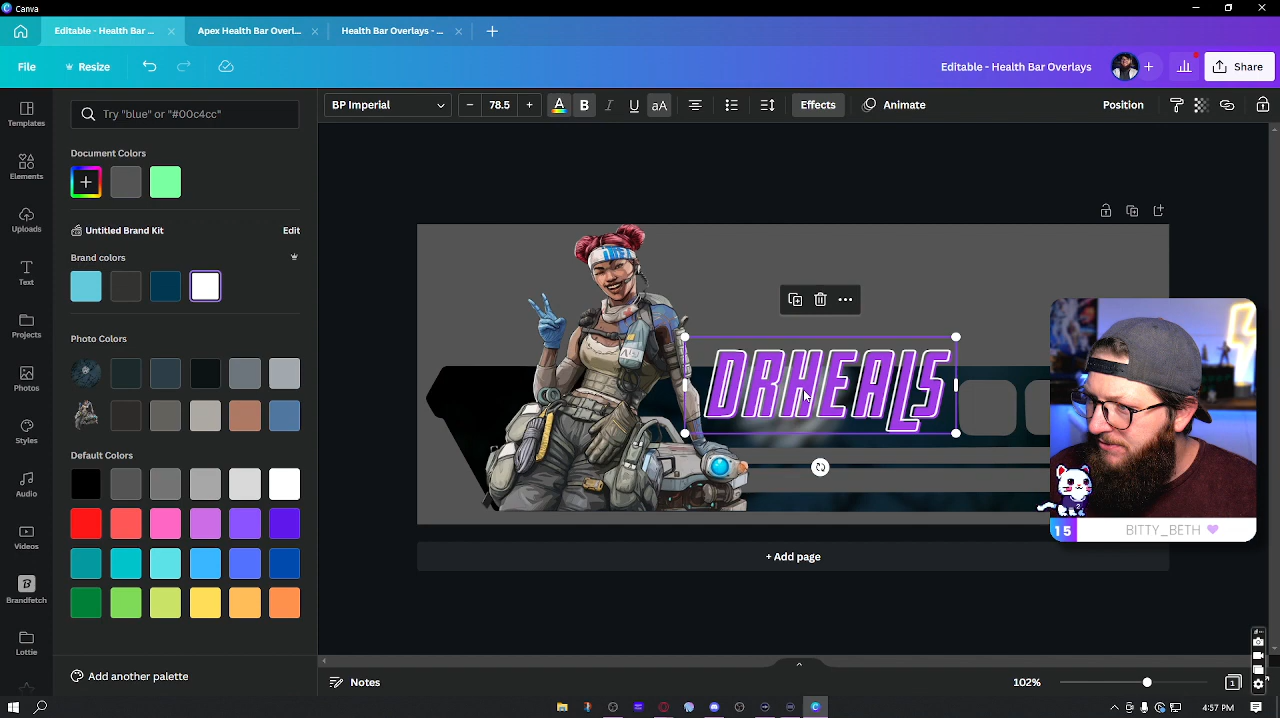 Canva
Editable - Health Bar ...
Apex Health Bar Overl...
Health Bar Overlays - ...
File
Resize
Editable - Health Bar Overlays
Share
Templates
Elements
Uploads
Text
Projects
Photos
Styles
Audio
Videos
Brandfetch
Lottie
Try "blue" or "#00c4cc"
Document Colors
Untitled Brand Kit
Edit
Brand colors
Photo Colors
Default Colors
Add another palette
BP Imperial
78.5
A
B
I
U
aA
Effects
Animate
Position
DRHEALS
+ Add page
15
BITTY_BETH
Notes
102%
1
4:57 PM